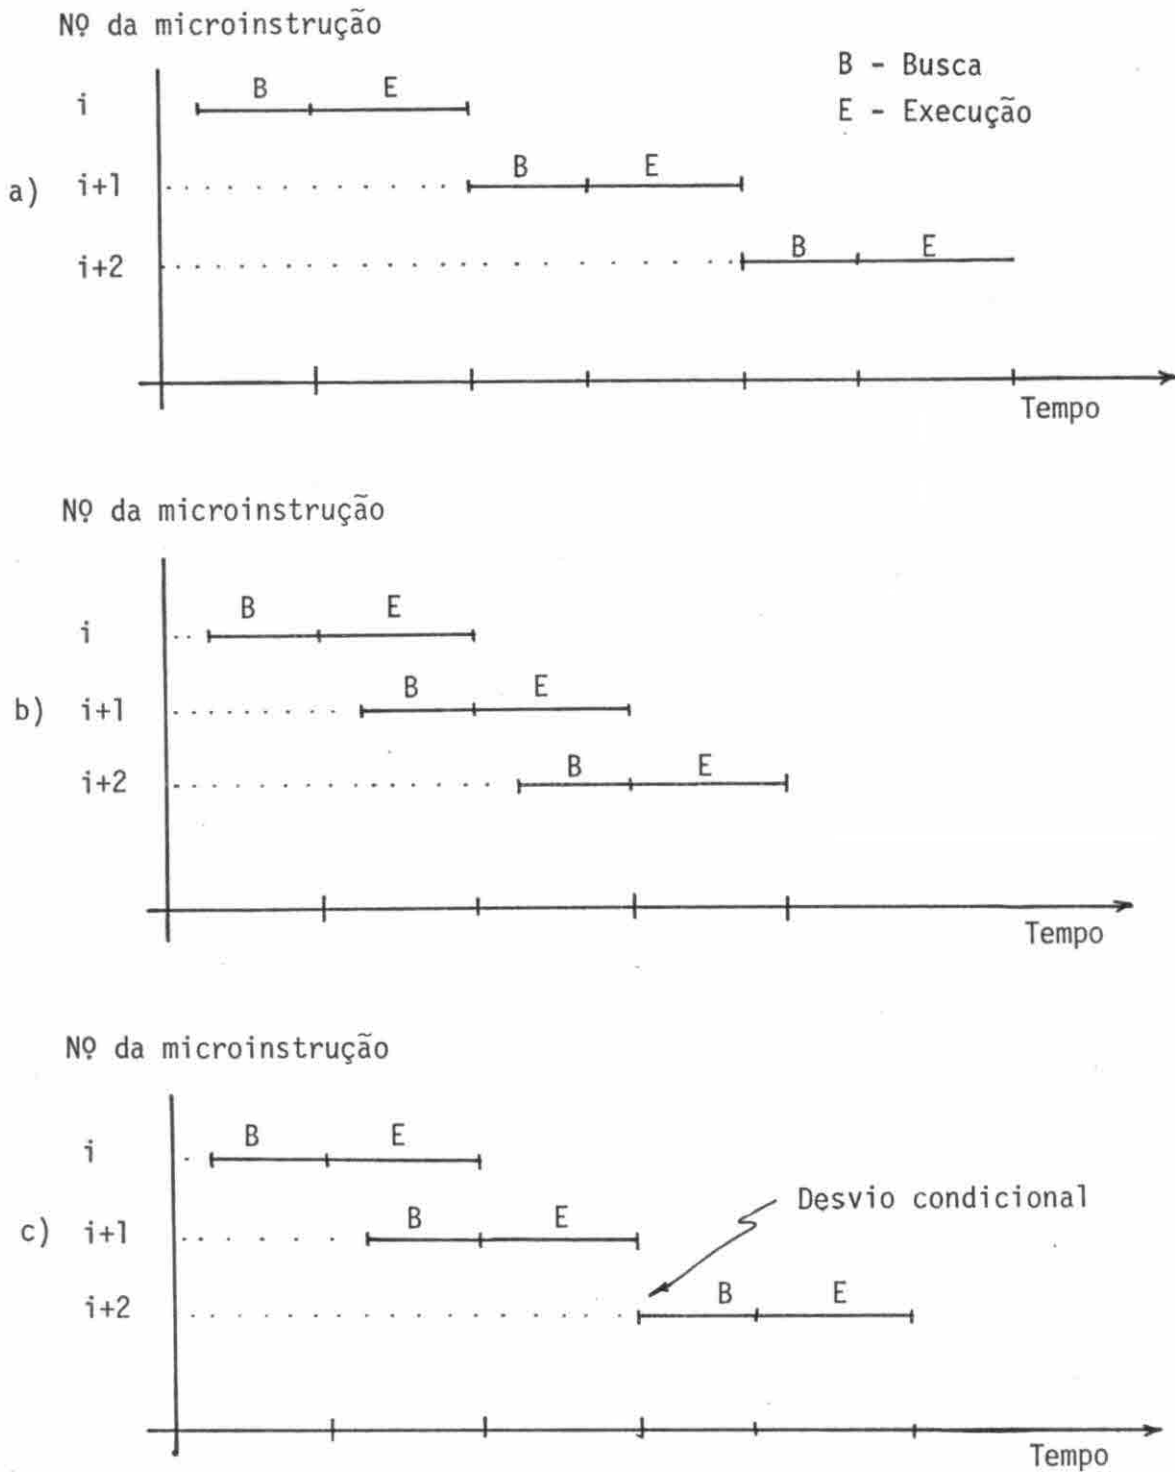 Nº da microinstrução
B - Busca
E - Execução
i B E
a) i+1 B E
i+2 B E
Tempo
Nº da microinstrução
i B E
b) i+1 B E
i+2 B E
Tempo
Nº da microinstrução
i B E
Desvio condicional
c) i+1 B E
i+2 B E
Tempo